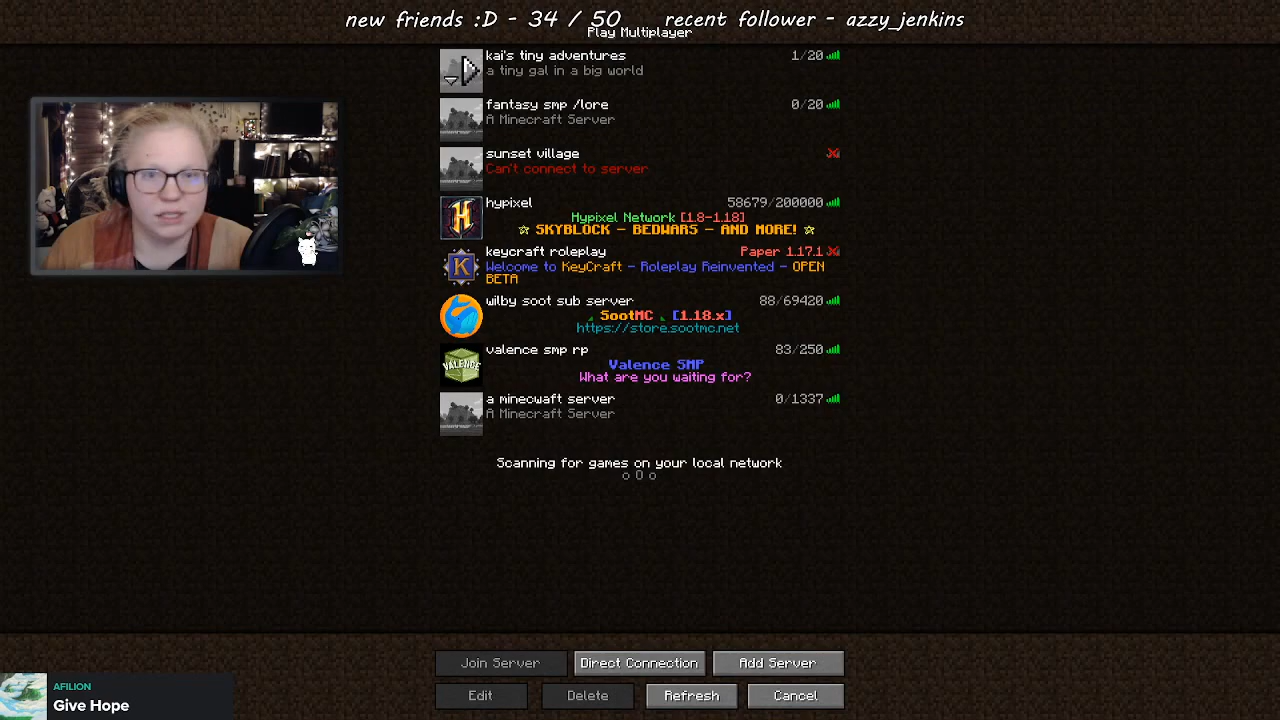 new friends :D - 34 / 50 recent follower - azzy_jenkins
Play Multiplayer
kai's tiny adventures 1/20
a tiny gal in a big world
fantasy smp /lore 0/20
A Minecraft Server
sunset village
Can't connect to server
hypixel 58679/200000
Hypixel Network [1.8-1.18]
☆ SKYBLOCK - BEDWARS - AND MORE! ☆
H
keycraft roleplay Paper 1.17.1
Welcome to KeyCraft - Roleplay Reinvented - OPEN
BETA
K
wilby soot sub server 88/69420
SootMC [1.18.x]
https://store.sootmc.net
valence smp rp 83/250
Valence SMP
What are you waiting for?
VALENCE
a minecwaft server 0/1337
A Minecraft Server
Scanning for games on your local network
o O o
Join Server Direct Connection Add Server
Edit Delete Refresh Cancel
AFILION
Give Hope